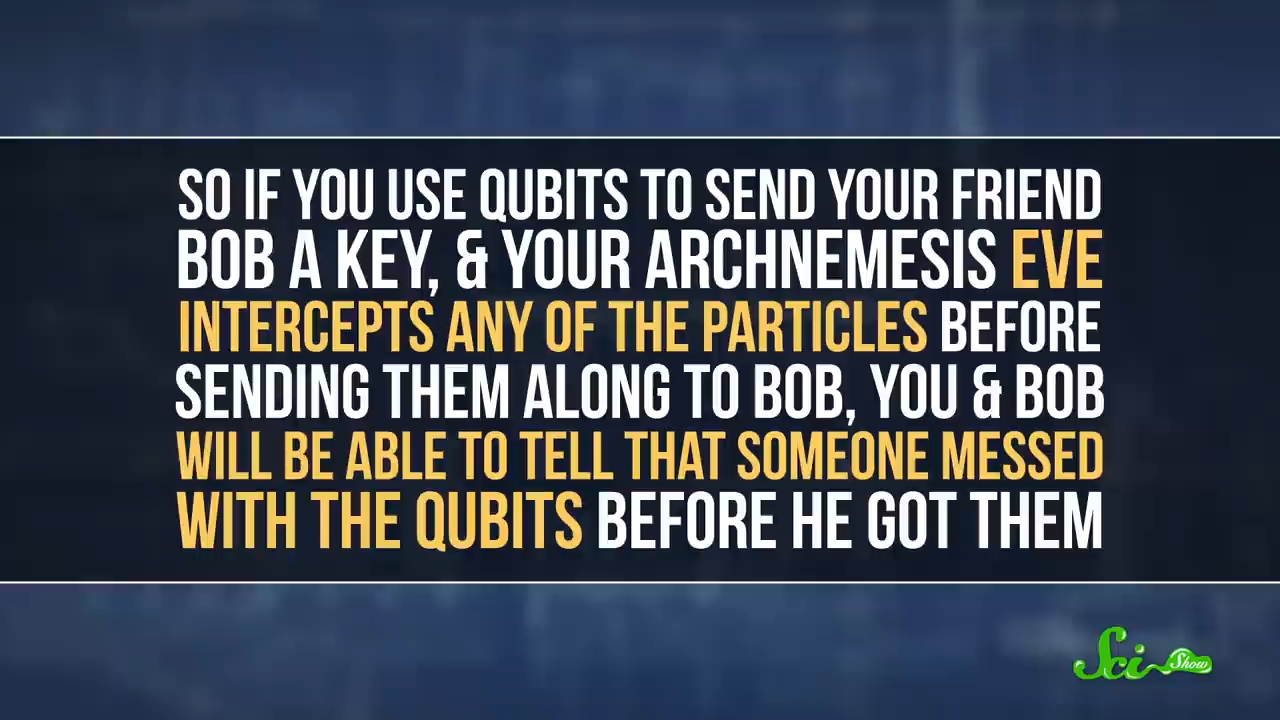 SO IF YOU USE QUBITS TO SEND YOUR FRIEND
BOB A KEY, & YOUR ARCHNEMESIS EVE
INTERCEPTS ANY OF THE PARTICLES BEFORE
SENDING THEM ALONG TO BOB, YOU & BOB
WILL BE ABLE TO TELL THAT SOMEONE MESSED
WITH THE QUBITS BEFORE HE GOT THEM
Sci Show